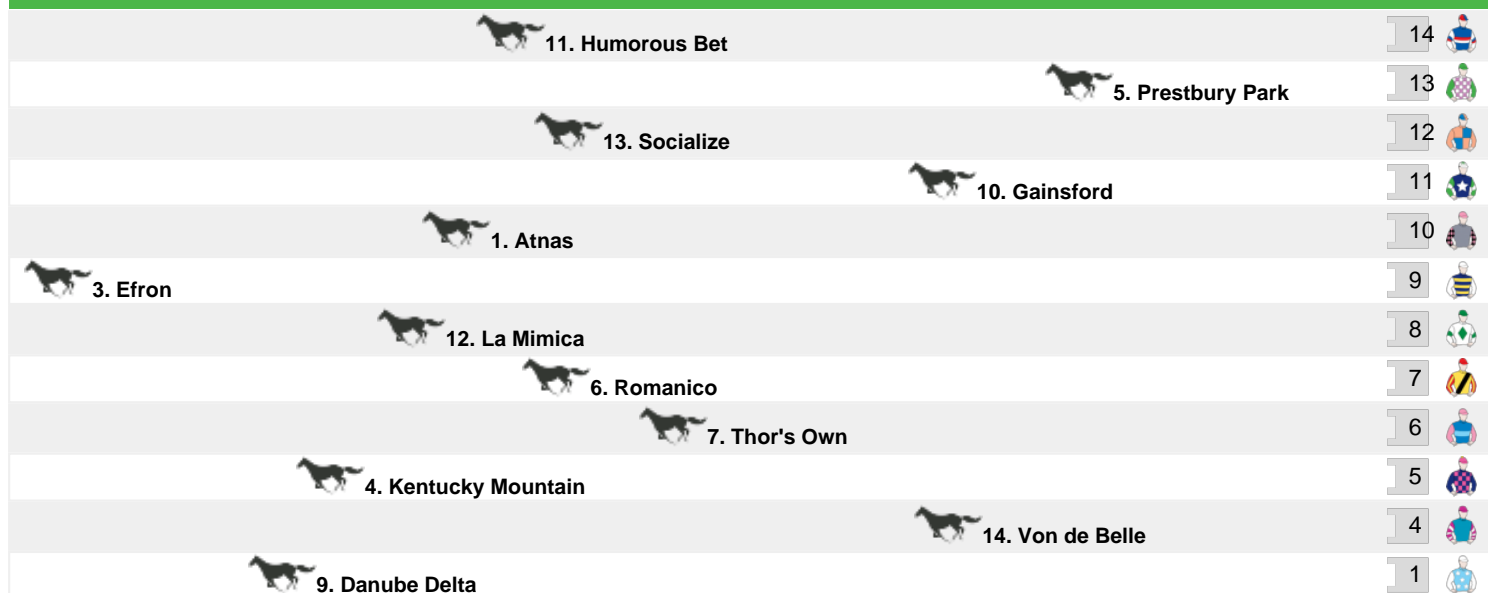 11. Humorous Bet 14
5. Prestbury Park 13
13. Socialize 12
10. Gainsford 11
1. Atnas 10
3. Efron 9
12. La Mimica 8
6. Romanico 7
7. Thor's Own 6
4. Kentucky Mountain 5
14. Von de Belle 4
9. Danube Delta 1